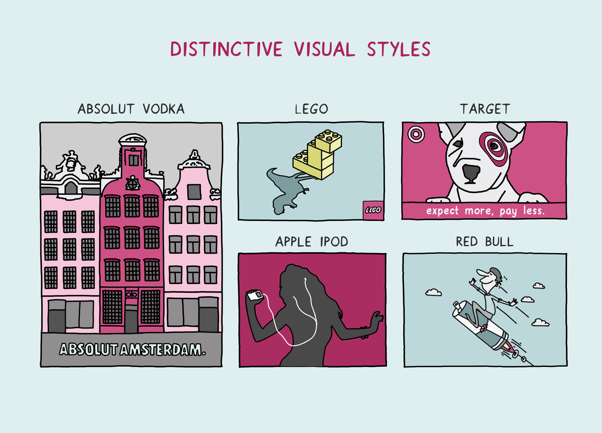 DISTINCTIVE VISUAL STYLES
ABSOLUT VODKA
ABSOLUT AMSTERDAM.
LEGO
LEGO
TARGET
expect more, pay less.
APPLE IPOD
RED BULL